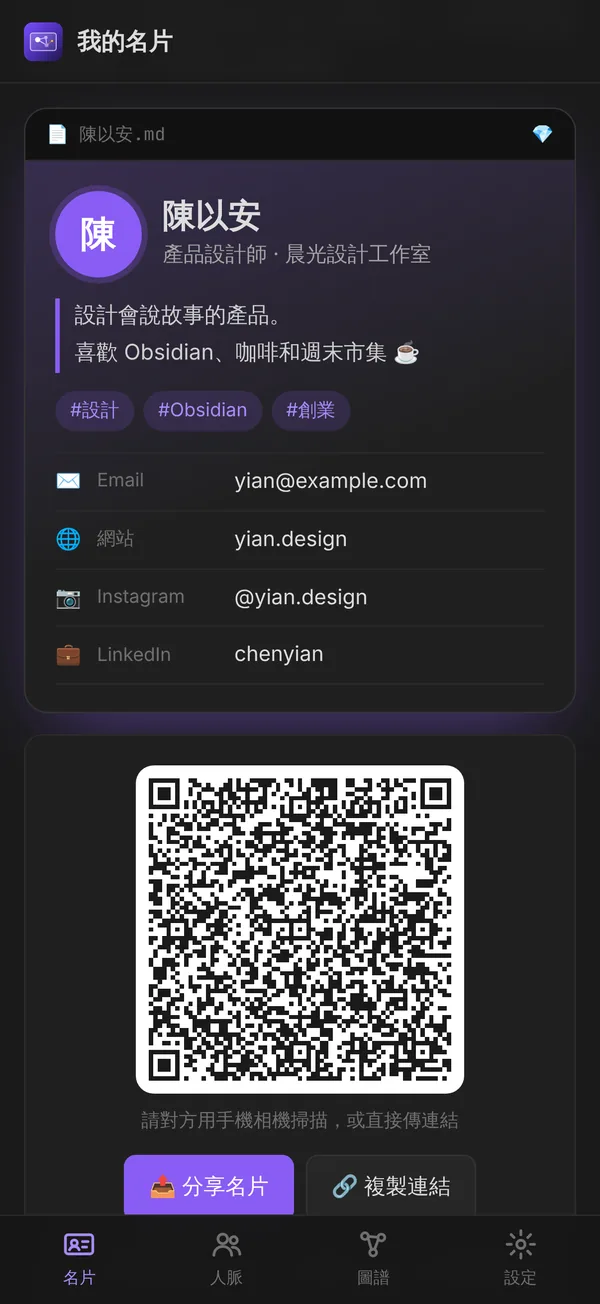 我的名片
陳以安.md
陳
陳以安
產品設計師 · 晨光設計工作室
設計會說故事的產品。
喜歡 Obsidian、咖啡和週末市集 ☕
#設計 #Obsidian #創業
Email yian@example.com
網站 yian.design
Instagram @yian.design
LinkedIn chenyian
請對方用手機相機掃描，或直接傳連結
分享名片 複製連結
名片 人脈 圖譜 設定